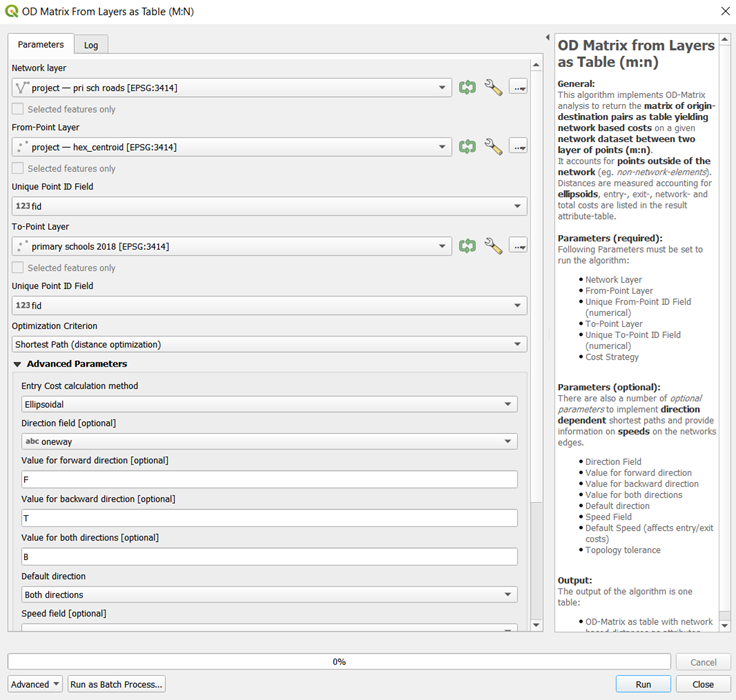 OD Matrix From Layers as Table (M:N)
Parameters
Log
Network layer
project — pri sch roads [EPSG:3414]
Selected features only
From-Point Layer
project — hex_centroid [EPSG:3414]
Selected features only
Unique Point ID Field
123 fid
To-Point Layer
primary schools 2018 [EPSG:3414]
Selected features only
Unique Point ID Field
123 fid
Optimization Criterion
Shortest Path (distance optimization)
Advanced Parameters
Entry Cost calculation method
Ellipsoidal
Direction field [optional]
abc oneway
Value for forward direction [optional]
F
Value for backward direction [optional]
T
Value for both directions [optional]
B
Default direction
Both directions
Speed field [optional]
OD Matrix from Layers
as Table (m:n)
General:
This algorithm implements OD-Matrix
analysis to return the matrix of origin-
destination pairs as table yielding
network based costs on a given
network dataset between two
layer of points (m:n).
It accounts for points outside of the
network (eg. non-network-elements).
Distances are measured accounting for
ellipsoids, entry-, exit-, network- and
total costs are listed in the result
attribute-table.
Parameters (required):
Following Parameters must be set to
run the algorithm:
Network Layer
From-Point Layer
Unique From-Point ID Field
(numerical)
To-Point Layer
Unique To-Point ID Field
(numerical)
Cost Strategy
Parameters (optional):
There are also a number of optional
parameters to implement direction
dependent shortest paths and provide
information on speeds on the networks
edges.
Direction Field
Value for forward direction
Value for backward direction
Value for both directions
Default direction
Speed Field
Default Speed (affects entry/exit
costs)
Topology tolerance
Output:
The output of the algorithm is one
table:
OD-Matrix as table with network
based distances as attributes
0%
Cancel
Advanced
Run as Batch Process...
Run
Close